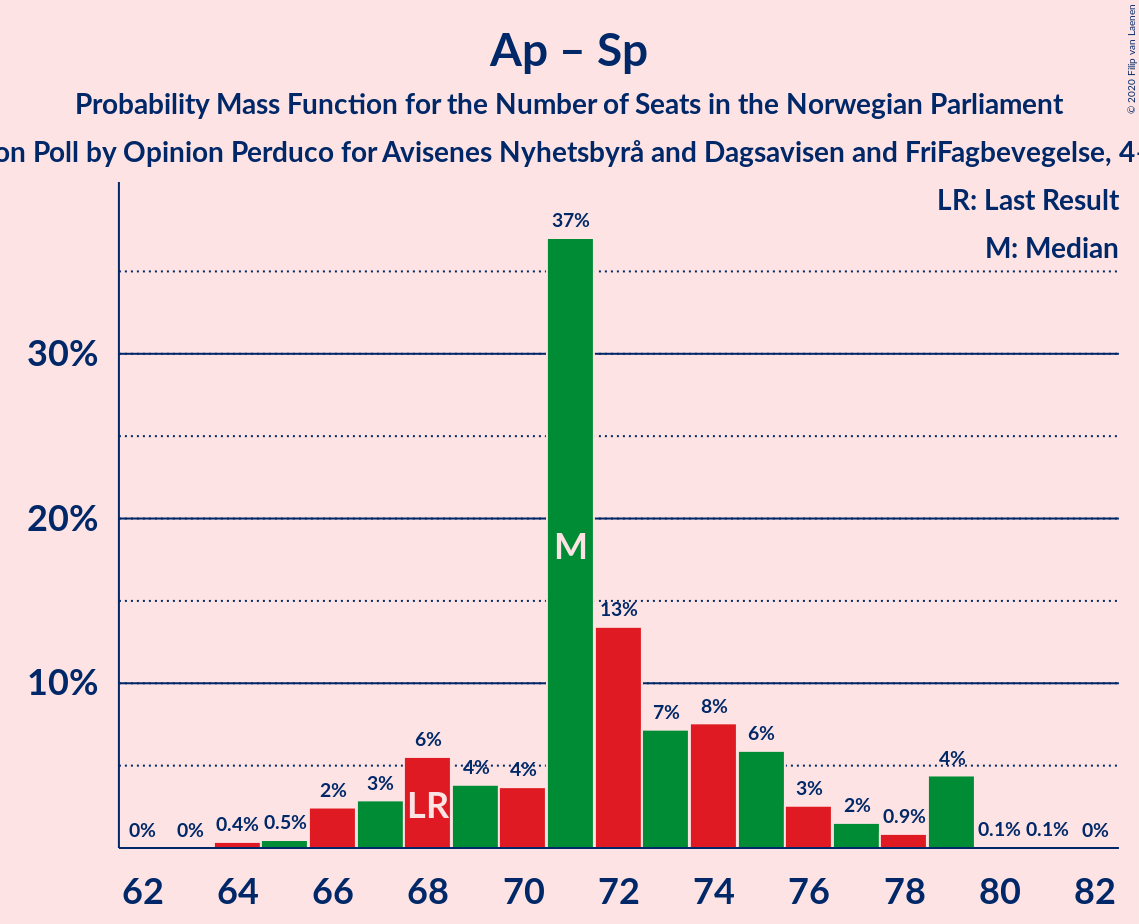 Ap – Sp
Probability Mass Function for the Number of Seats in the Norwegian Parliament
on Poll by Opinion Perduco for Avisenes Nyhetsbyrå and Dagsavisen and FriFagbevegelse, 4-
© 2020 Filip van Laenen
LR: Last Result
M: Median
37%
30%
20%
M
13%
10%
8%
7%
6%
6%
4%
4%
4%
3%
3%
2%
2%
LR
0.9%
0.5%
0.4%
0%
0%
0.1%
0.1%
0%
62 64 66 68 70 72 74 76 78 80 82